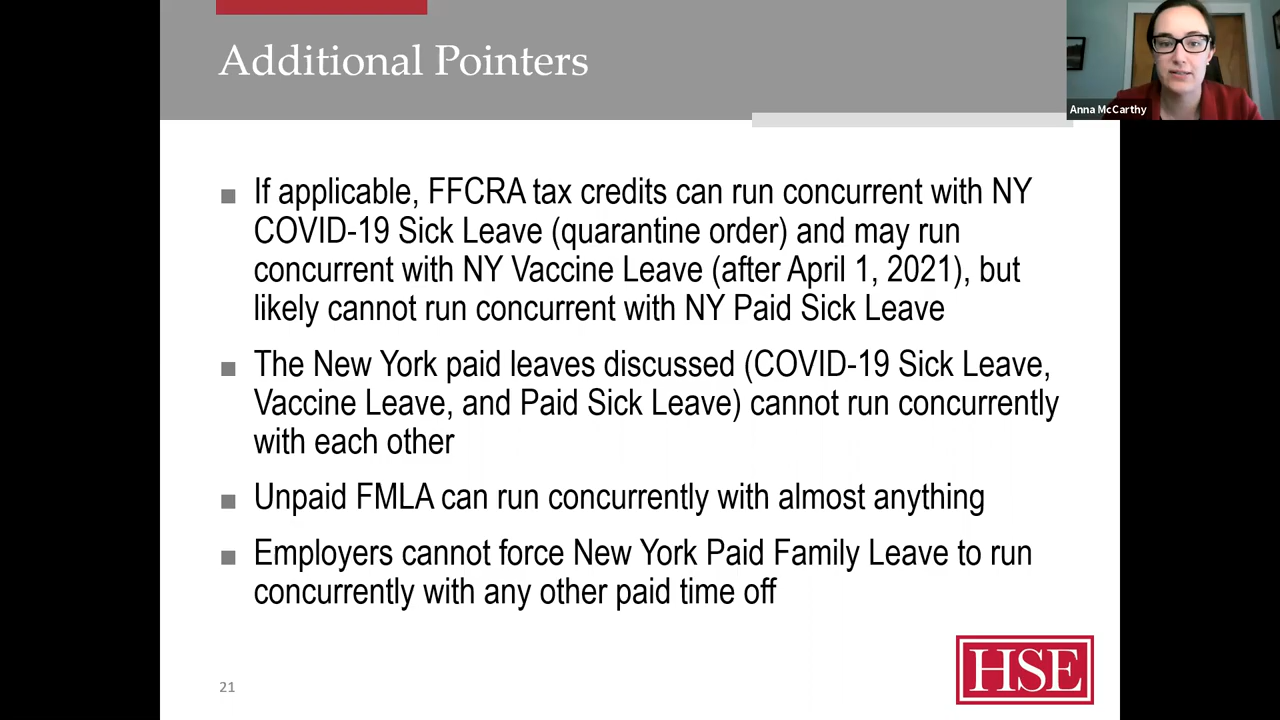 Additional Pointers
Anna McCarthy
If applicable, FFCRA tax credits can run concurrent with NY
COVID-19 Sick Leave (quarantine order) and may run
concurrent with NY Vaccine Leave (after April 1, 2021), but
likely cannot run concurrent with NY Paid Sick Leave
The New York paid leaves discussed (COVID-19 Sick Leave,
Vaccine Leave, and Paid Sick Leave) cannot run concurrently
with each other
Unpaid FMLA can run concurrently with almost anything
Employers cannot force New York Paid Family Leave to run
concurrently with any other paid time off
HSE
21